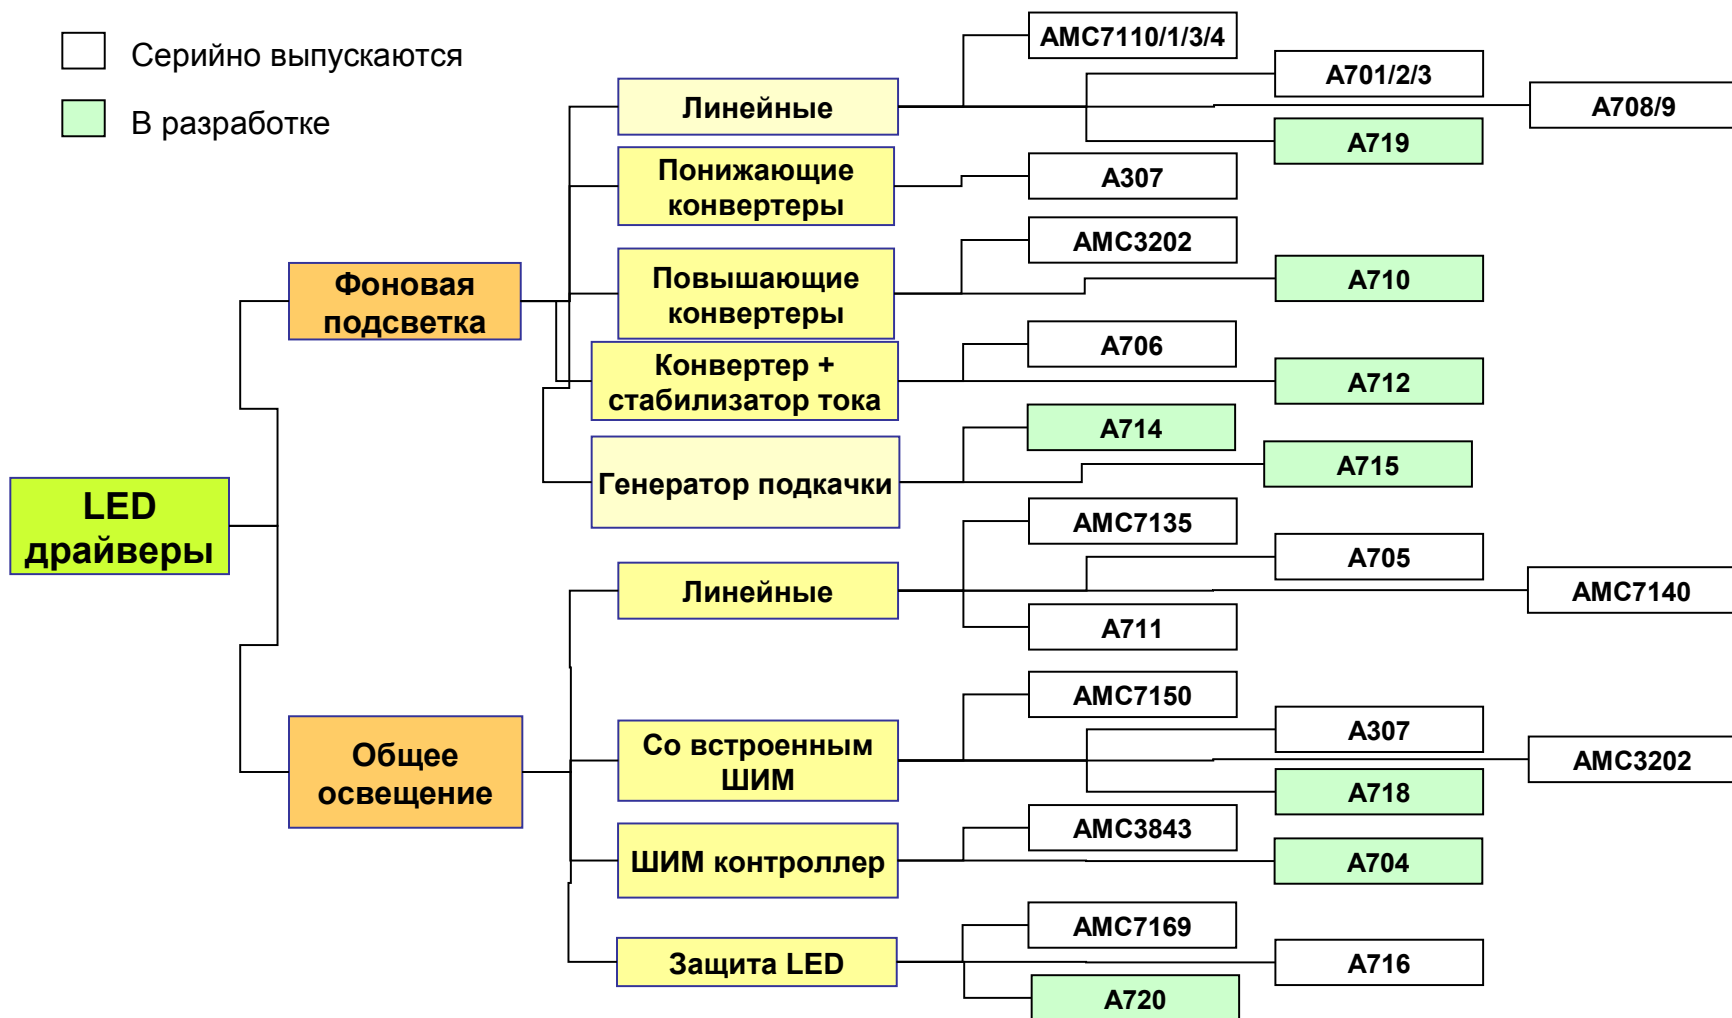 Серийно выпускаются
В разработке
LED
драйверы
Фоновая
подсветка
Линейные
AMC7110/1/3/4
A701/2/3
A708/9
A719
Понижающие
конвертеры
A307
Повышающие
конвертеры
AMC3202
A710
Конвертер +
стабилизатор тока
A706
A712
Генератор подкачки
A714
A715
Общее
освещение
Линейные
AMC7135
A705
AMC7140
A711
Со встроенным
ШИМ
AMC7150
A307
AMC3202
A718
ШИМ контроллер
AMC3843
A704
Защита LED
AMC7169
A716
A720